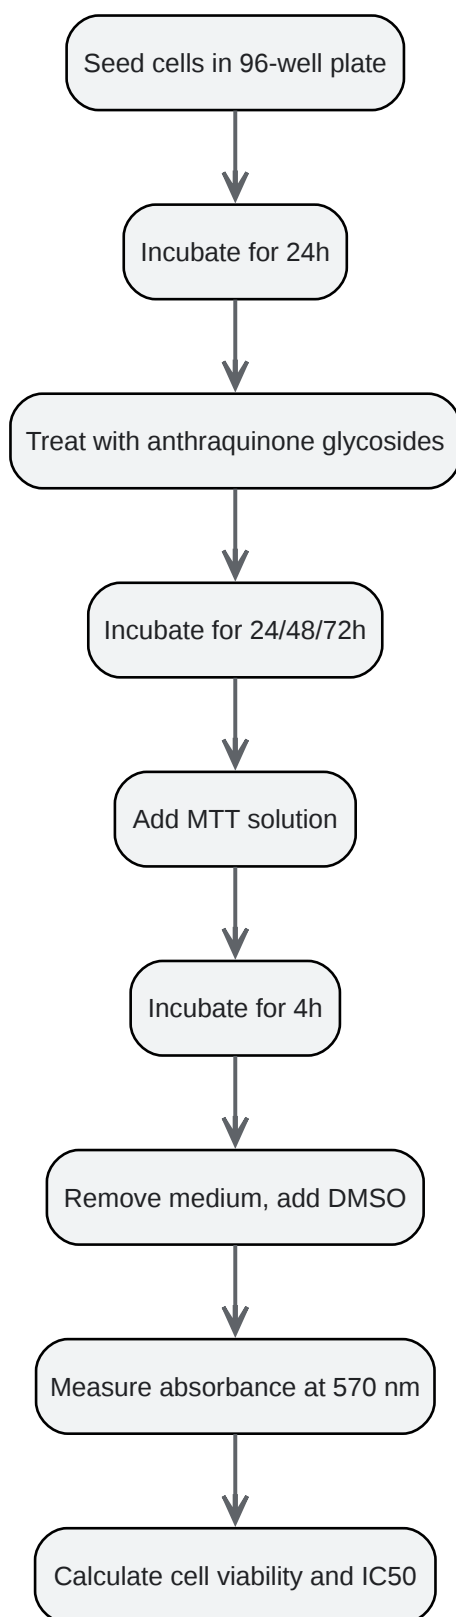 Seed cells in 96-well plate
Incubate for 24h
Treat with anthraquinone glycosides
Incubate for 24/48/72h
Add MTT solution
Incubate for 4h
Remove medium, add DMSO
Measure absorbance at 570 nm
Calculate cell viability and IC50